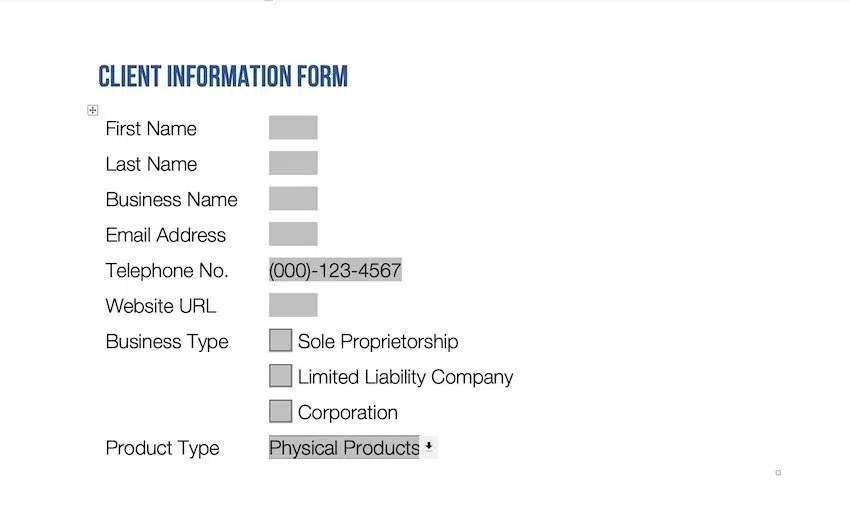 CLIENT INFORMATION FORM
First Name
Last Name
Business Name
Email Address
Telephone No. (000)-123-4567
Website URL
Business Type Sole Proprietorship
Limited Liability Company
Corporation
Product Type Physical Products